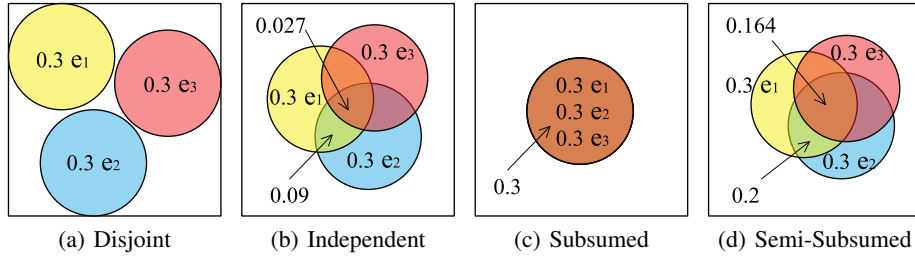 0.3 e1
0.3 e3
0.3 e2
(a) Disjoint
0.027
0.3 e3
0.3 e1
0.3 e2
0.09
(b) Independent
0.3 e1
0.3 e2
0.3 e3
0.3
(c) Subsumed
0.164
0.3 e3
0.3 e1
0.3 e2
0.2
(d) Semi-Subsumed